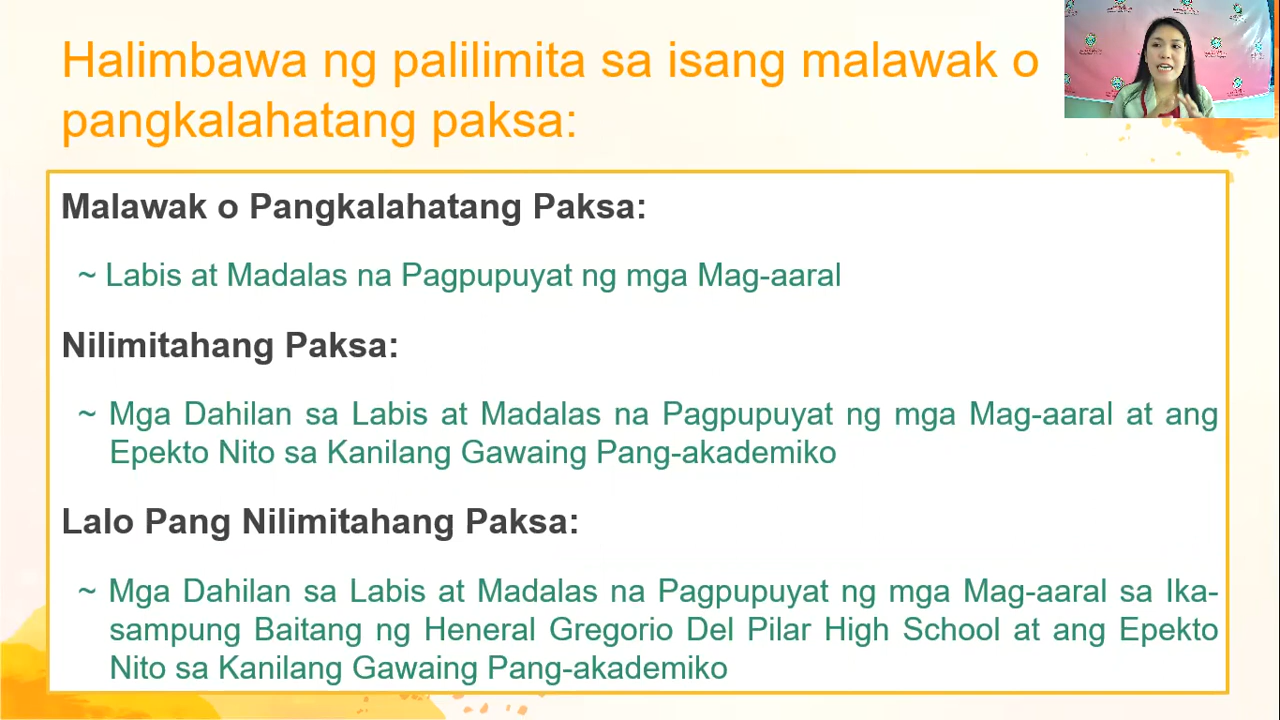 Halimbawa ng palilimita sa isang malawak o
pangkalahatang paksa:
Malawak o Pangkalahatang Paksa:
~ Labis at Madalas na Pagpupuyat ng mga Mag-aaral
Nilimitahang Paksa:
~ Mga Dahilan sa Labis at Madalas na Pagpupuyat ng mga Mag-aaral at ang
Epekto Nito sa Kanilang Gawaing Pang-akademiko
Lalo Pang Nilimitahang Paksa:
~ Mga Dahilan sa Labis at Madalas na Pagpupuyat ng mga Mag-aaral sa Ika-
sampung Baitang ng Heneral Gregorio Del Pilar High School at ang Epekto
Nito sa Kanilang Gawaing Pang-akademiko